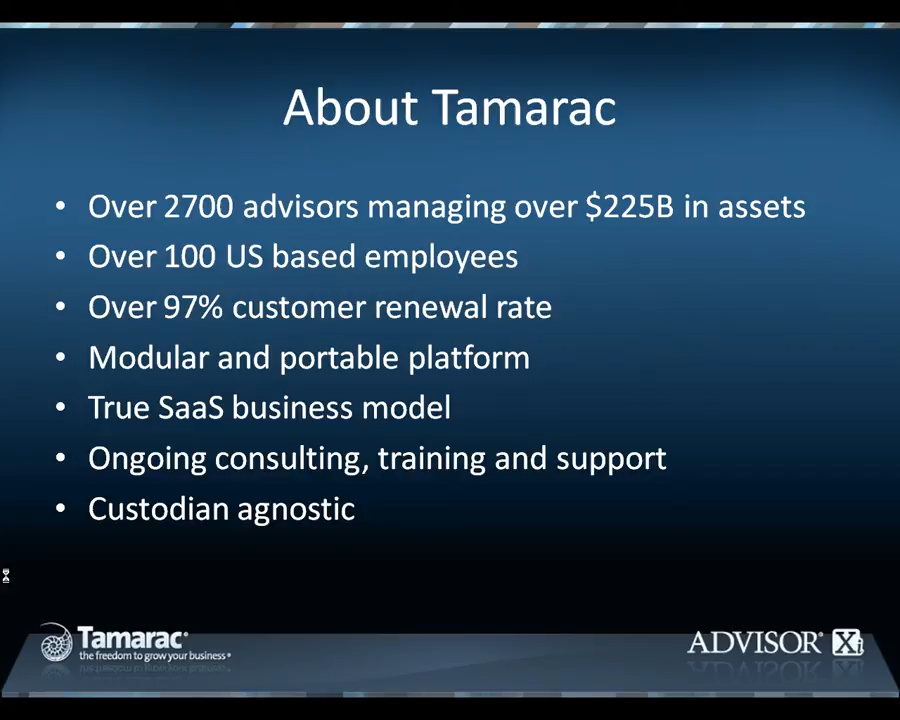 About Tamarac
• Over 2700 advisors managing over $225B in assets
• Over 100 US based employees
• Over 97% customer renewal rate
• Modular and portable platform
• True SaaS business model
• Ongoing consulting, training and support
• Custodian agnostic
Tamarac®
the freedom to grow your business®
ADVISOR® Xi